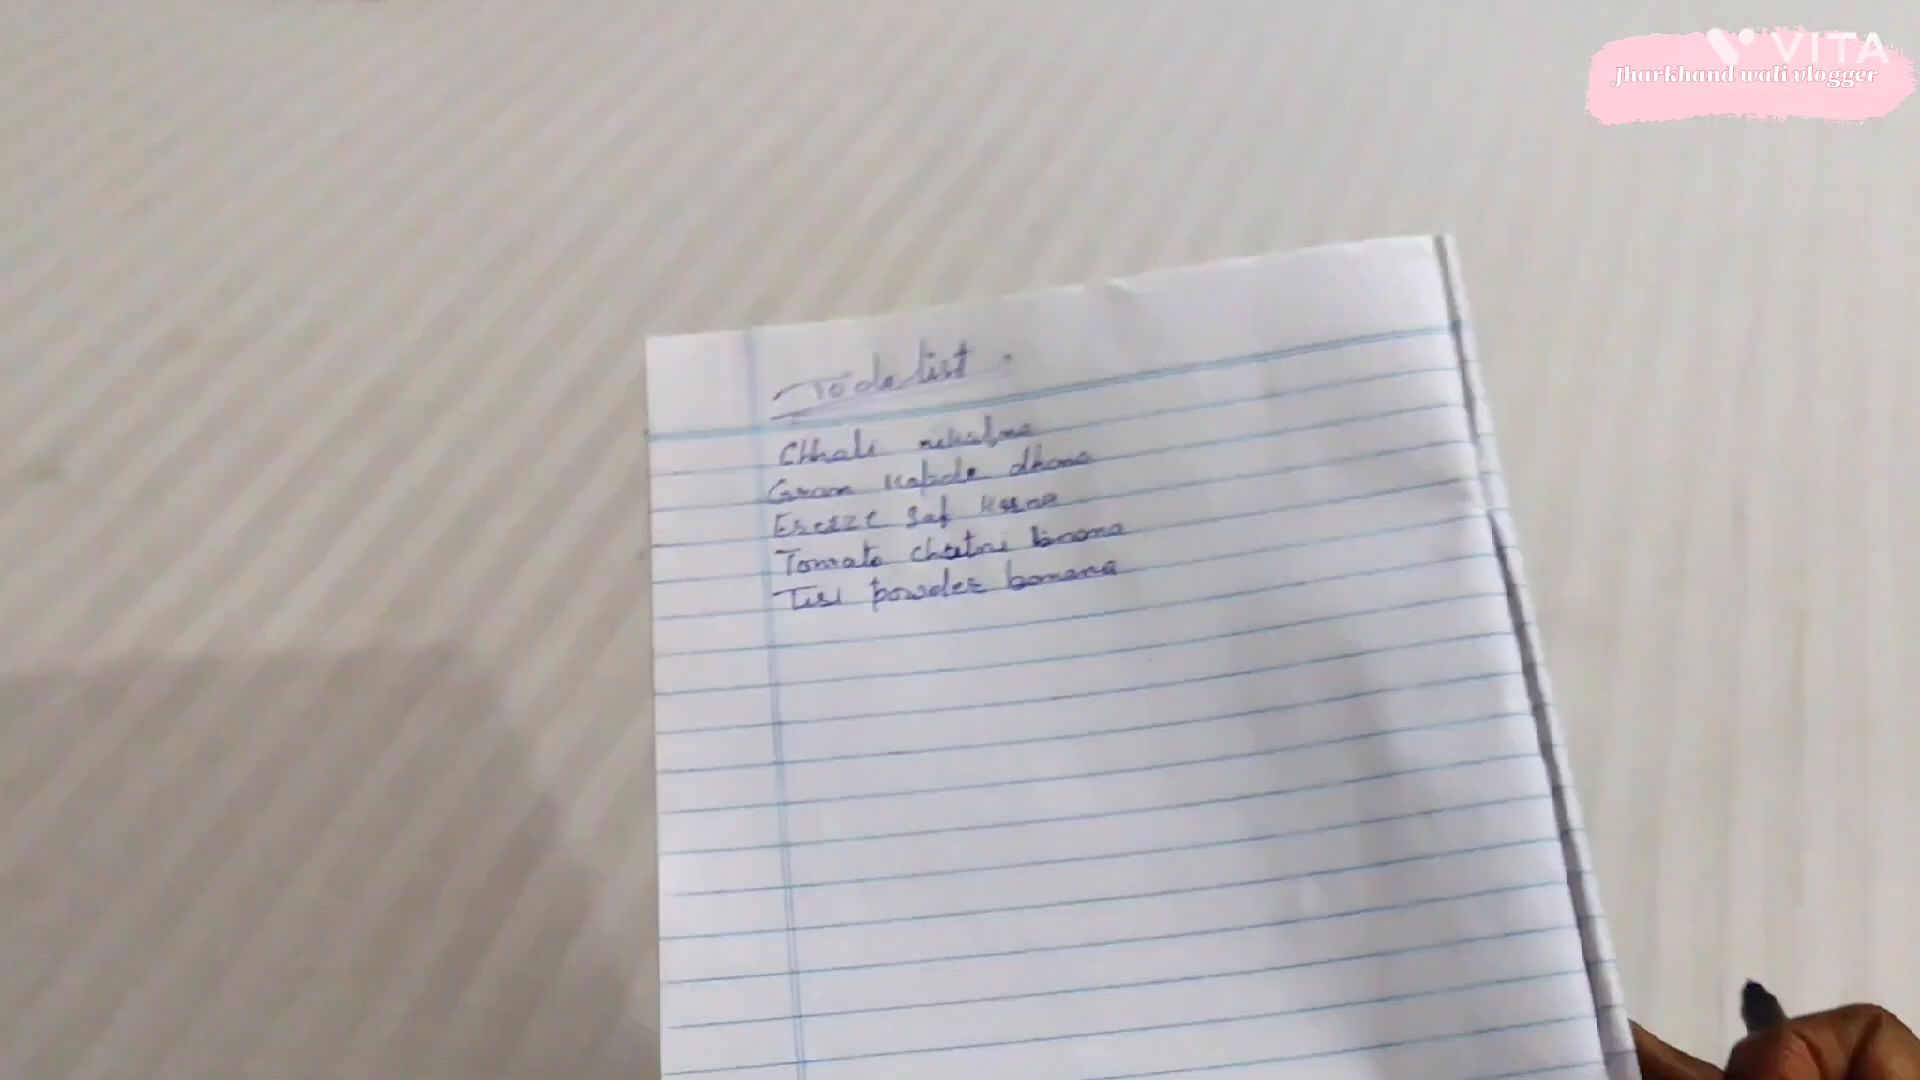 VITA
Jharkhand wali vlogger
To do list
Chhali nikalna
Garam kapde dhona
Freeze saf karna
Tomato chatni banana
Tisi powder banana